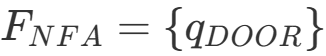 F_{NFA} = {q_{DOOR}}